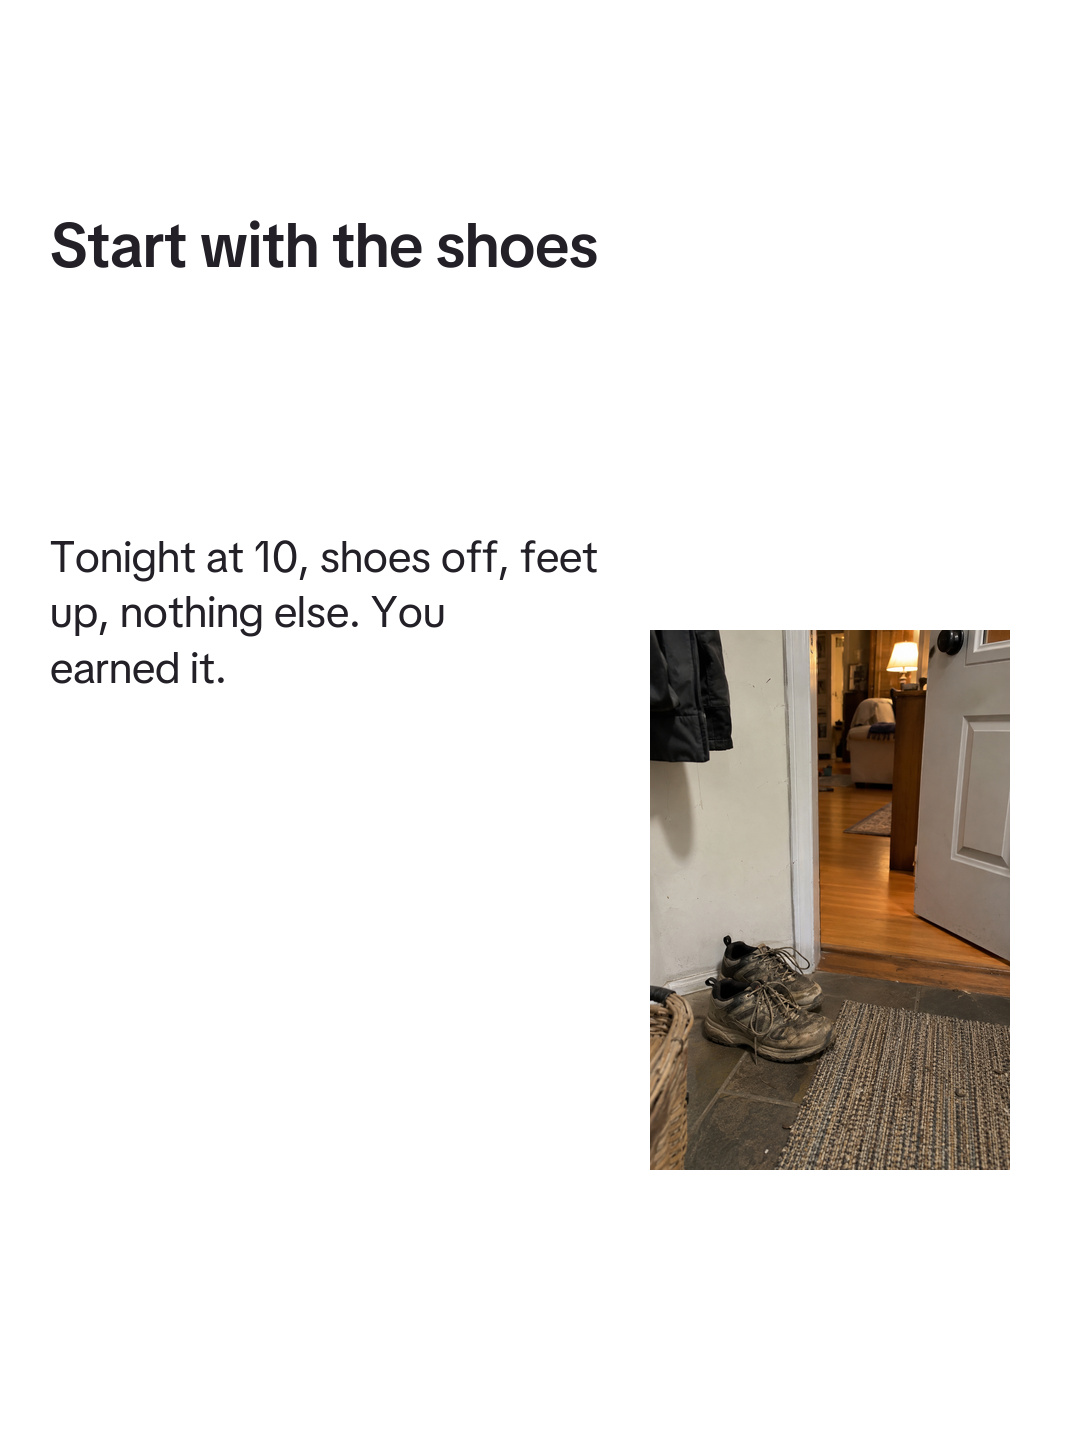 Start with the shoes
Tonight at 10, shoes off, feet
up, nothing else. You
earned it.